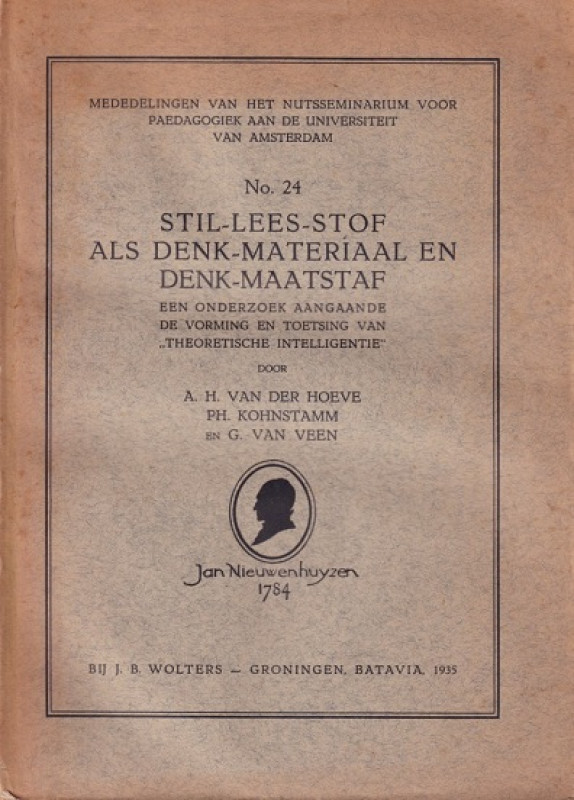 MEDEDELINGEN VAN HET NUTSSEMINARIUM VOOR
PAEDAGOGIEK AAN DE UNIVERSITEIT
VAN AMSTERDAM
No. 24
STIL-LEES-STOF
ALS DENK-MATERÍAAL EN
DENK-MAATSTAF
EEN ONDERZOEK AANGAANDE
DE VORMING EN TOETSING VAN
„THEORETISCHE INTELLIGENTIE"
DOOR
A. H. VAN DER HOEVE
PH. KOHNSTAMM
EN G. VAN VEEN
Jan Nieuwenhuyzen
1784
BIJ J. B. WOLTERS — GRONINGEN, BATAVIA, 1935